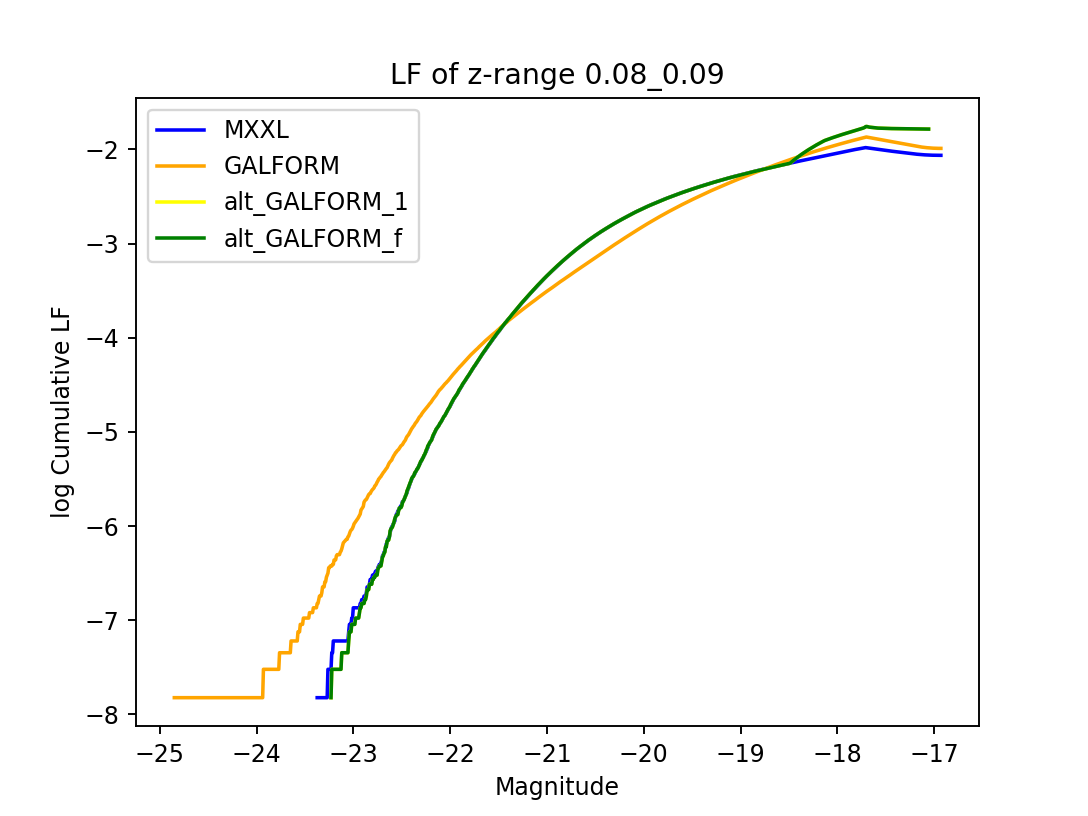 LF of z-range 0.08_0.09
MXXL
GALFORM
alt_GALFORM_1
alt_GALFORM_f
log Cumulative LF
−2
−3
−4
−5
−6
−7
−8
−25 −24 −23 −22 −21 −20 −19 −18 −17
Magnitude